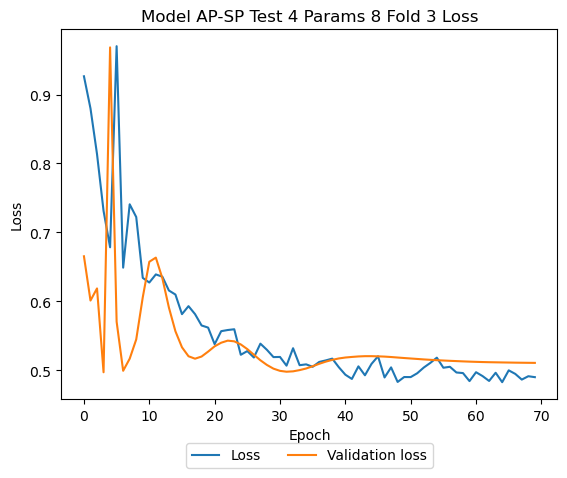 Model AP-SP Test 4 Params 8 Fold 3 Loss
0.9
0.8
0.7
0.6
0.5
Loss
0 10 20 30 40 50 60 70
Epoch
Loss Validation loss